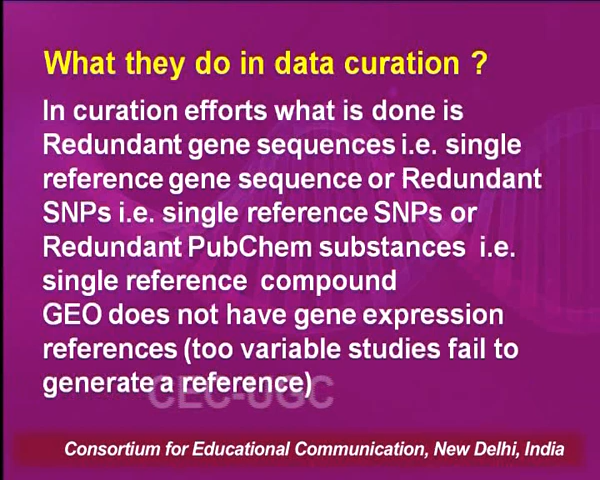 What they do in data curation ?
In curation efforts what is done is
Redundant gene sequences i.e. single
reference gene sequence or Redundant
SNPs i.e. single reference SNPs or
Redundant PubChem substances i.e.
single reference compound
GEO does not have gene expression
references (too variable studies fail to
generate a reference)
CEC-UGC
Consortium for Educational Communication, New Delhi, India